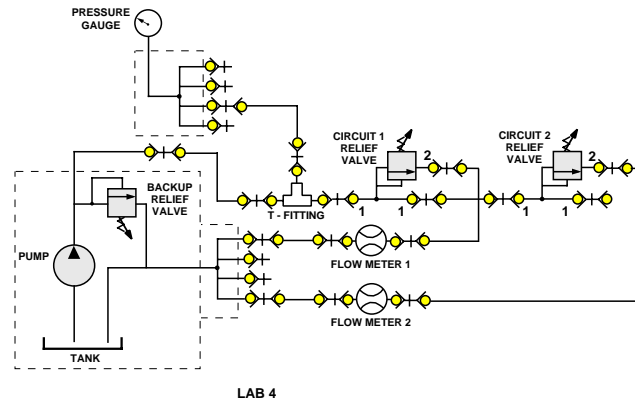 PRESSURE
GAUGE
CIRCUIT 1
RELIEF
VALVE
2
CIRCUIT 2
RELIEF
VALVE
2
BACKUP
RELIEF
VALVE
T - FITTING
1
1
1
1
PUMP
FLOW METER 1
FLOW METER 2
TANK
LAB 4